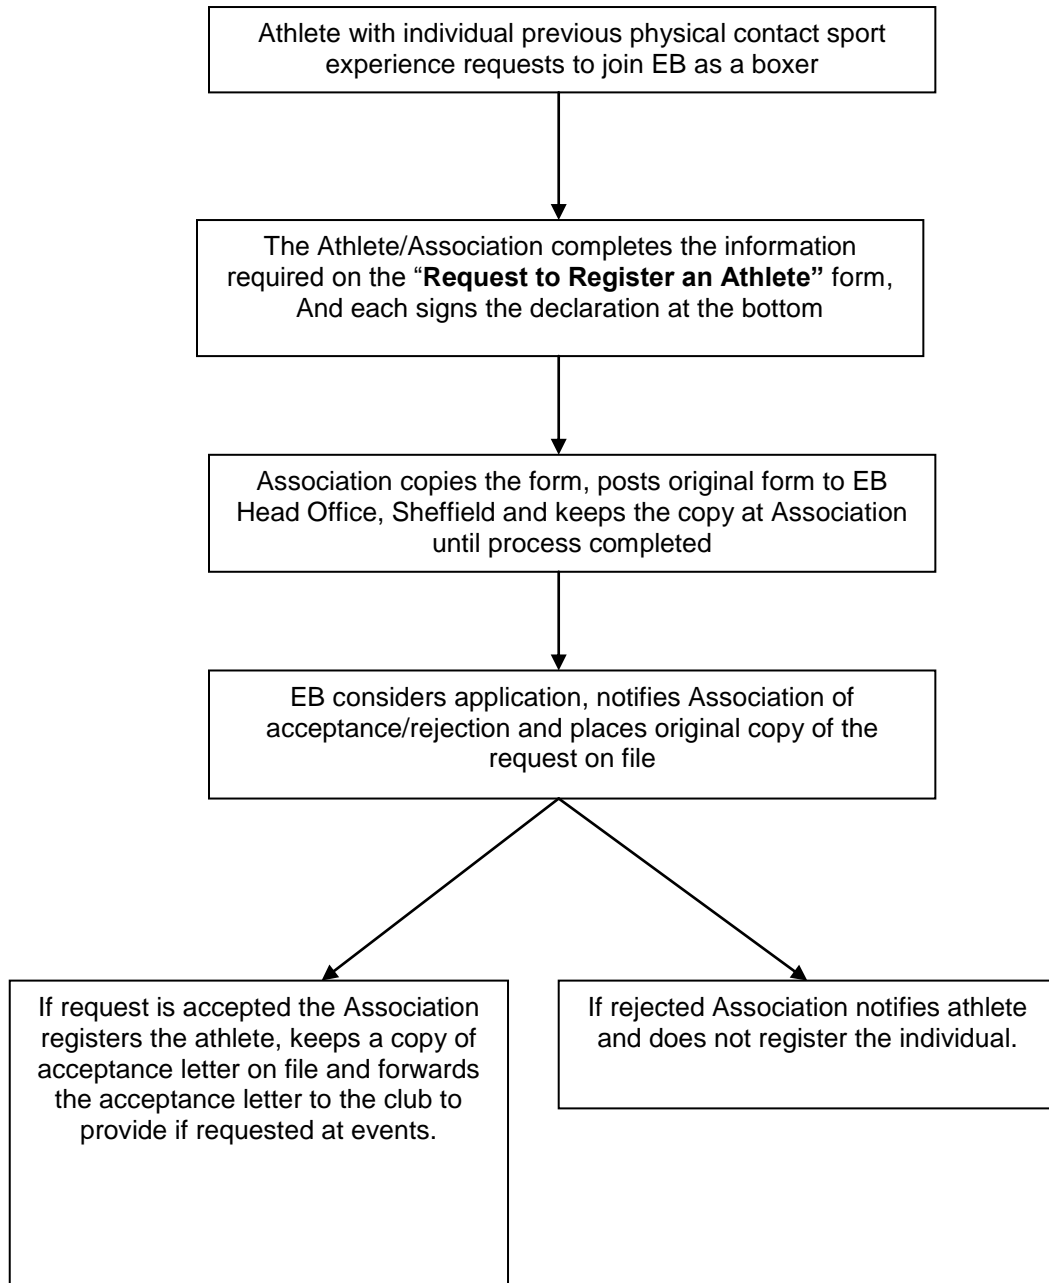 Athlete with individual previous physical contact sport
experience requests to join EB as a boxer
The Athlete/Association completes the information
required on the “Request to Register an Athlete” form,
And each signs the declaration at the bottom
Association copies the form, posts original form to EB
Head Office, Sheffield and keeps the copy at Association
until process completed
EB considers application, notifies Association of
acceptance/rejection and places original copy of the
request on file
If request is accepted the Association
registers the athlete, keeps a copy of
acceptance letter on file and forwards
the acceptance letter to the club to
provide if requested at events.
If rejected Association notifies athlete
and does not register the individual.